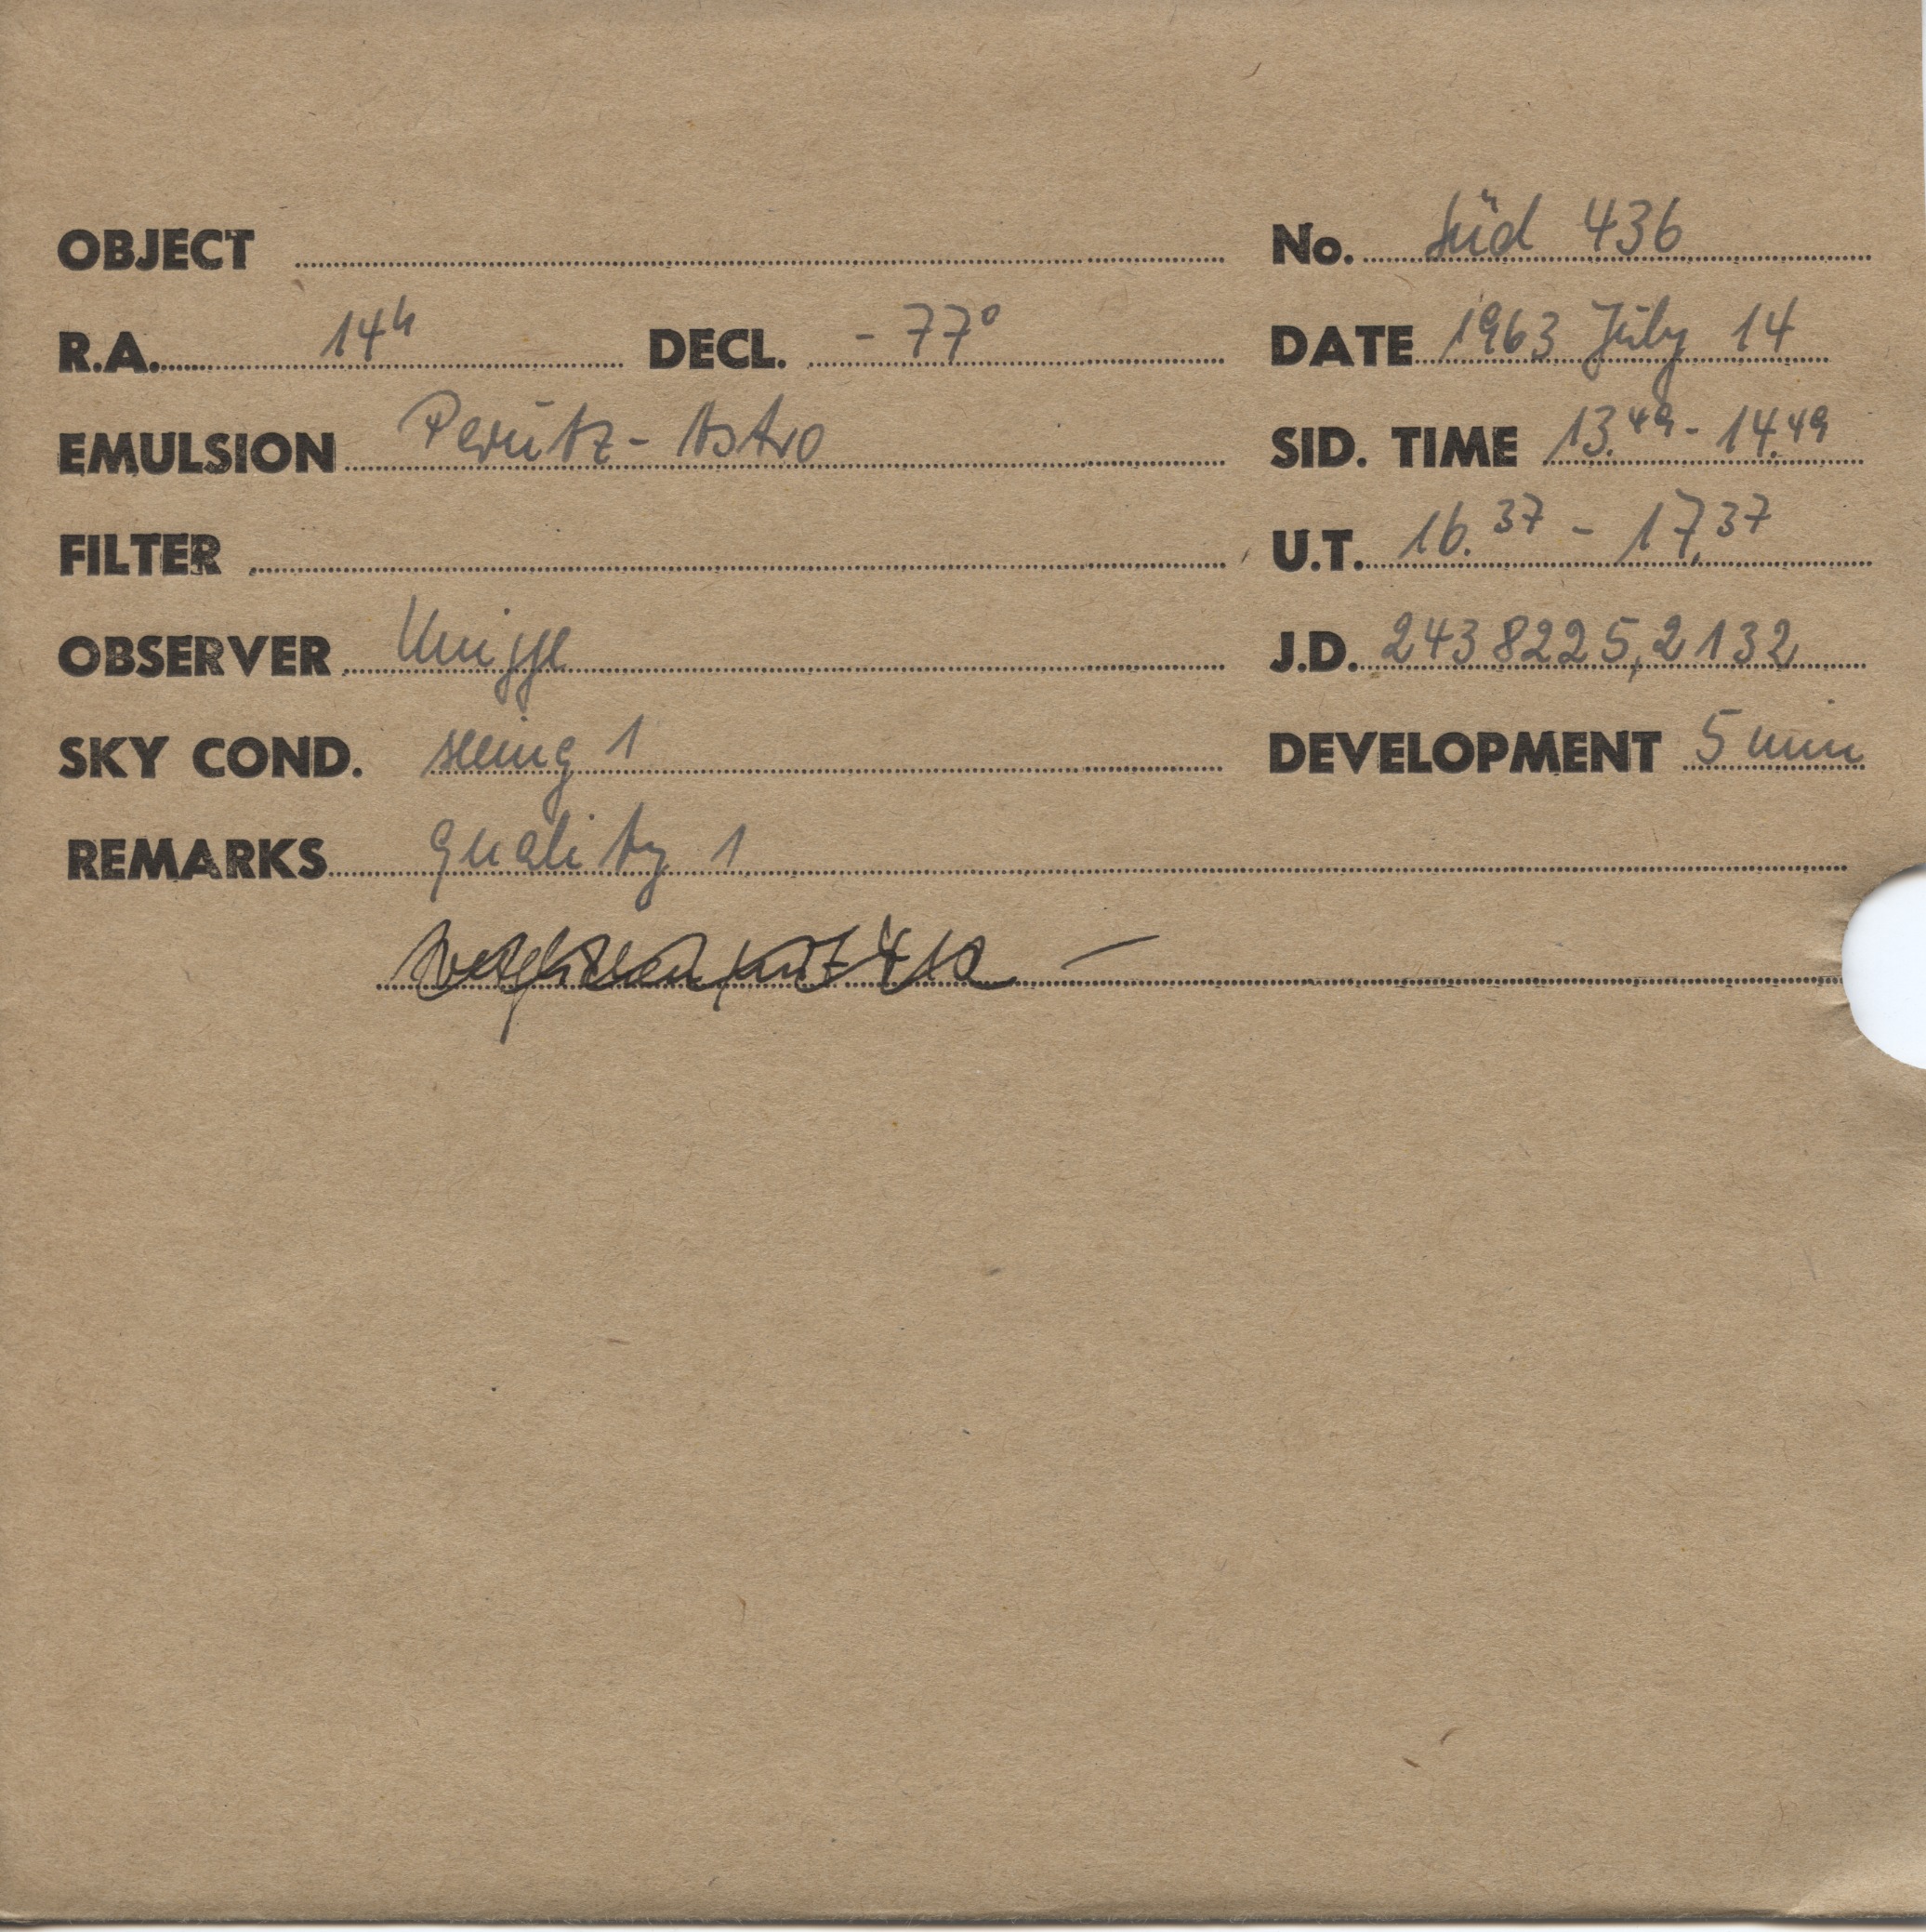 OBJECT No. Süd 436
R.A. 14h DECL. - 77° DATE 1963 July 14
EMULSION Perutz - Astro SID. TIME 13.49 - 14.49
FILTER U.T. 16.37 - 17.37
OBSERVER Knigge J.D. 2438225,2132
SKY COND. seeing 1 DEVELOPMENT 5 min
REMARKS quality 1